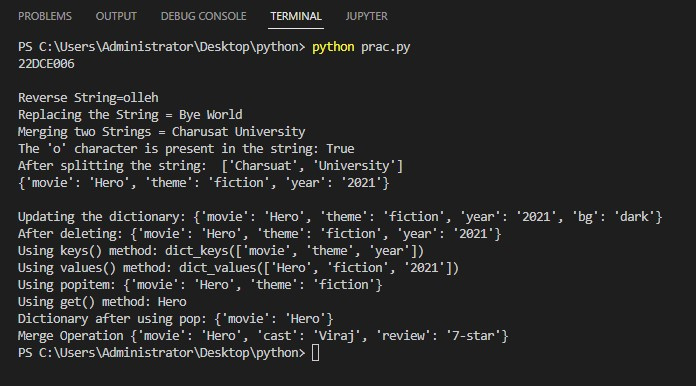 PROBLEMS OUTPUT DEBUG CONSOLE TERMINAL JUPYTER
PS C:\Users\Administrator\Desktop\python> python prac.py
22DCE006
Reverse String=olleh
Replacing the String = Bye World
Merging two Strings = Charusat University
The 'o' character is present in the string: True
After splitting the string:  ['Charsuat', 'University']
{'movie': 'Hero', 'theme': 'fiction', 'year': '2021'}
Updating the dictionary: {'movie': 'Hero', 'theme': 'fiction', 'year': '2021', 'bg': 'dark'}
After deleting: {'movie': 'Hero', 'theme': 'fiction', 'year': '2021'}
Using keys() method: dict_keys(['movie', 'theme', 'year'])
Using values() method: dict_values(['Hero', 'fiction', '2021'])
Using popitem: {'movie': 'Hero', 'theme': 'fiction'}
Using get() method: Hero
Dictionary after using pop: {'movie': 'Hero'}
Merge Operation {'movie': 'Hero', 'cast': 'Viraj', 'review': '7-star'}
PS C:\Users\Administrator\Desktop\python>